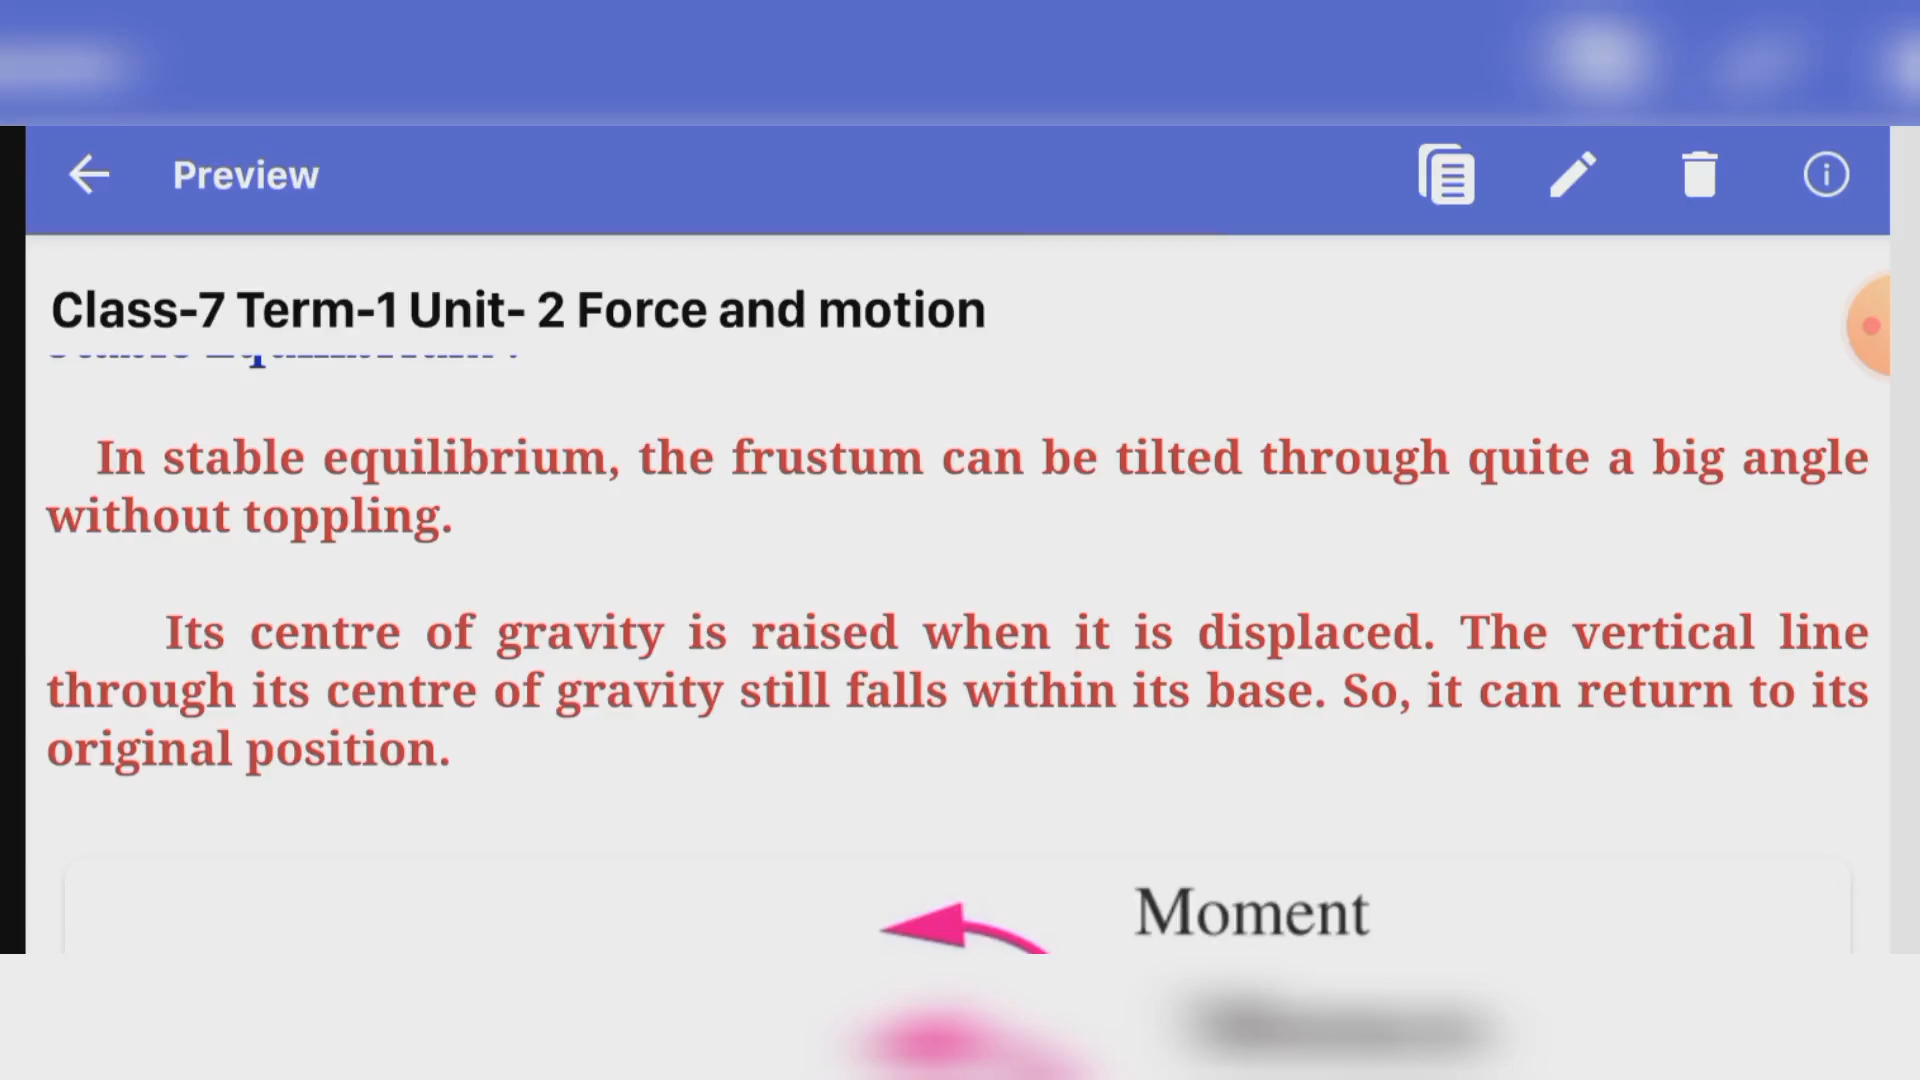 Preview
Class-7 Term-1 Unit- 2 Force and motion
In stable equilibrium, the frustum can be tilted through quite a big angle
without toppling.
Its centre of gravity is raised when it is displaced. The vertical line
through its centre of gravity still falls within its base. So, it can return to its
original position.
Moment